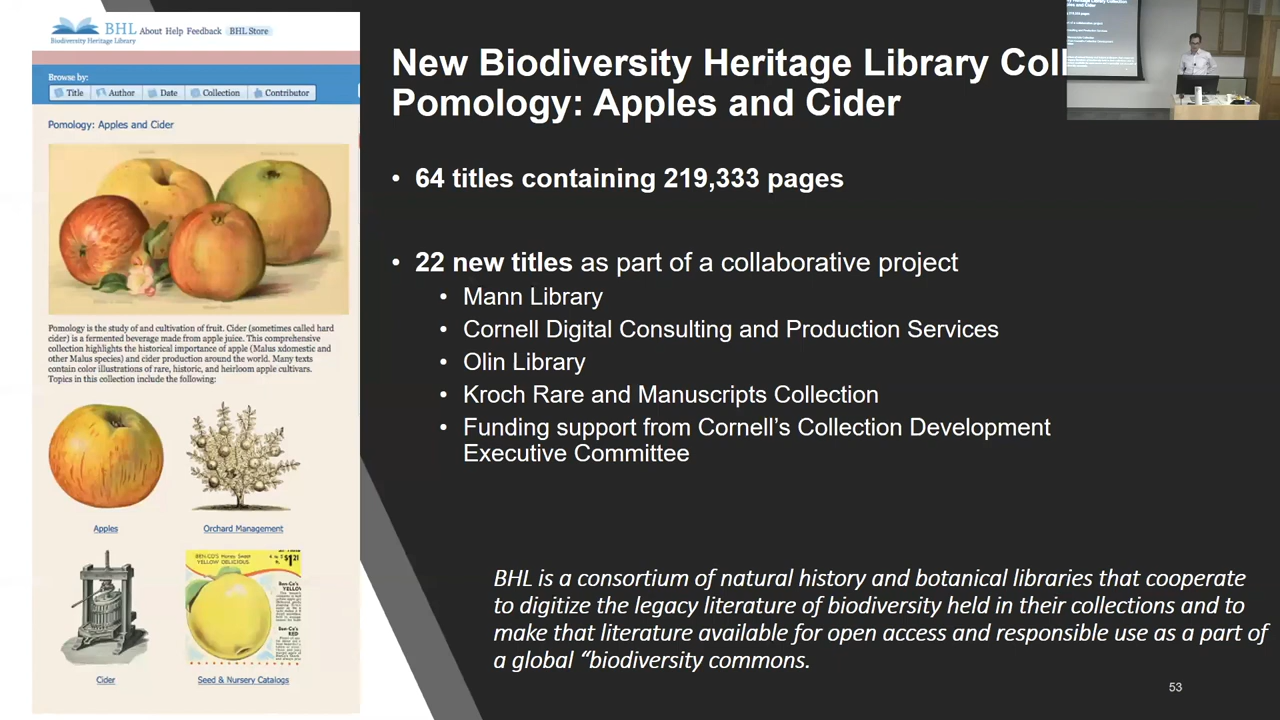 BHL
Biodiversity Heritage Library
About Help Feedback BHL Store
Browse by:
Title Author Date Collection Contributor
Pomology: Apples and Cider
Pomology is the study of and cultivation of fruit. Cider (sometimes called hard
cider) is a fermented beverage made from apple juice. This comprehensive
collection highlights the historical importance of apple (Malus xdomestic and
other Malus species) and cider production around the world. Many texts
contain color illustrations of rare, historic, and heirloom apple cultivars.
Topics in this collection include the following:
Apples
Orchard Management
BEN-CO'S Honey Sweet
YELLOW DELICIOUS
$1.21
Cider
Seed & Nursery Catalogs
New Biodiversity Heritage Library Coll
Pomology: Apples and Cider
• 64 titles containing 219,333 pages
• 22 new titles as part of a collaborative project
• Mann Library
• Cornell Digital Consulting and Production Services
• Olin Library
• Kroch Rare and Manuscripts Collection
• Funding support from Cornell's Collection Development
Executive Committee
BHL is a consortium of natural history and botanical libraries that cooperate
to digitize the legacy literature of biodiversity held in their collections and to
make that literature available for open access and responsible use as a part of
a global “biodiversity commons.
53